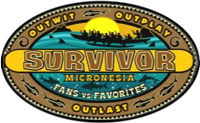 OUTWIT OUTPLAY
SURVIVOR
MICRONESIA
FANS vs FAVORITES
OUTLAST